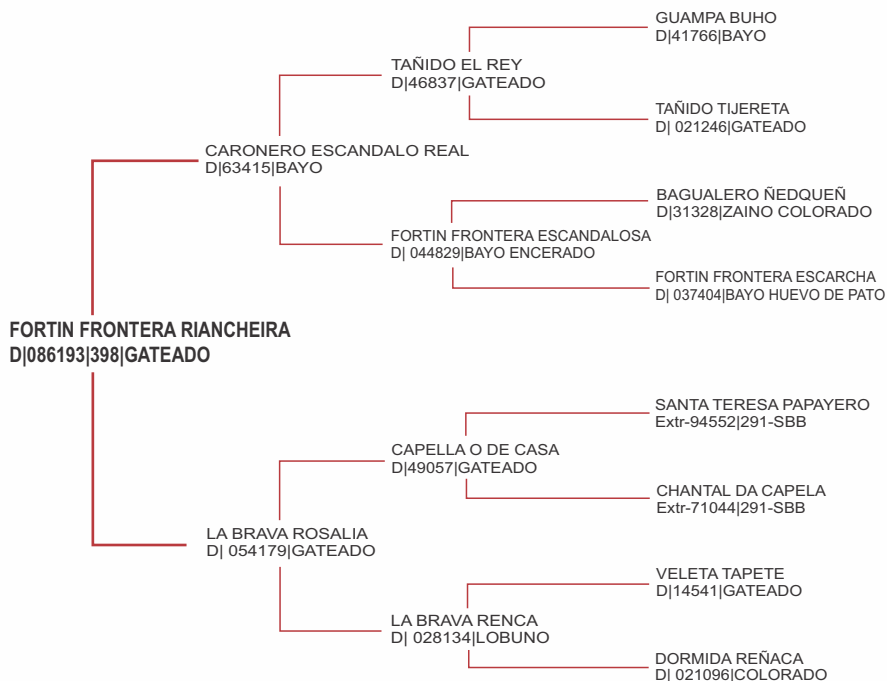 GUAMPA BUHO
D|41766|BAYO
TAÑIDO EL REY
D|46837|GATEADO
TAÑIDO TIJERETA
D| 021246|GATEADO
CARONERO ESCANDALO REAL
D|63415|BAYO
BAGUALERO ÑEDQUEÑ
D|31328|ZAINO COLORADO
FORTIN FRONTERA ESCANDALOSA
D| 044829|BAYO ENCERADO
FORTIN FRONTERA ESCARCHA
D| 037404|BAYO HUEVO DE PATO
FORTIN FRONTERA RIANCHEIRA
D|086193|398|GATEADO
SANTA TERESA PAPAYERO
Extr-94552|291-SBB
CAPELLA O DE CASA
D|49057|GATEADO
CHANTAL DA CAPELA
Extr-71044|291-SBB
LA BRAVA ROSALIA
D| 054179|GATEADO
VELETA TAPETE
D|14541|GATEADO
LA BRAVA RENCA
D| 028134|LOBUNO
DORMIDA REÑACA
D| 021096|COLORADO